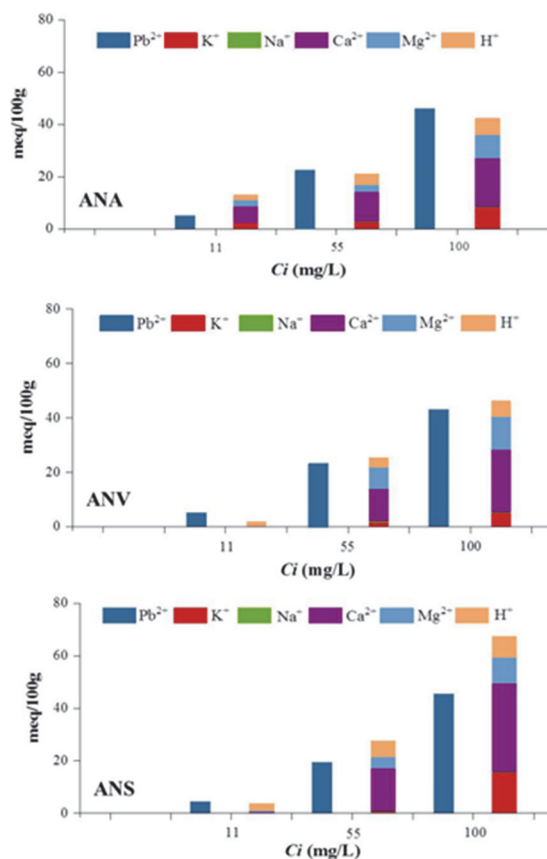 meq/100g
80
60
40
20
0
Pb²⁺ K⁺ Na⁺ Ca²⁺ Mg²⁺ H⁺
ANA
11 55 100
Ci (mg/L)
meq/100g
80
60
40
20
0
Pb²⁺ K⁺ Na⁺ Ca²⁺ Mg²⁺ H⁺
ANV
11 55 100
Ci (mg/L)
meq/100g
80
60
40
20
0
Pb²⁺ K⁺ Na⁺ Ca²⁺ Mg²⁺ H⁺
ANS
11 55 100
Ci (mg/L)